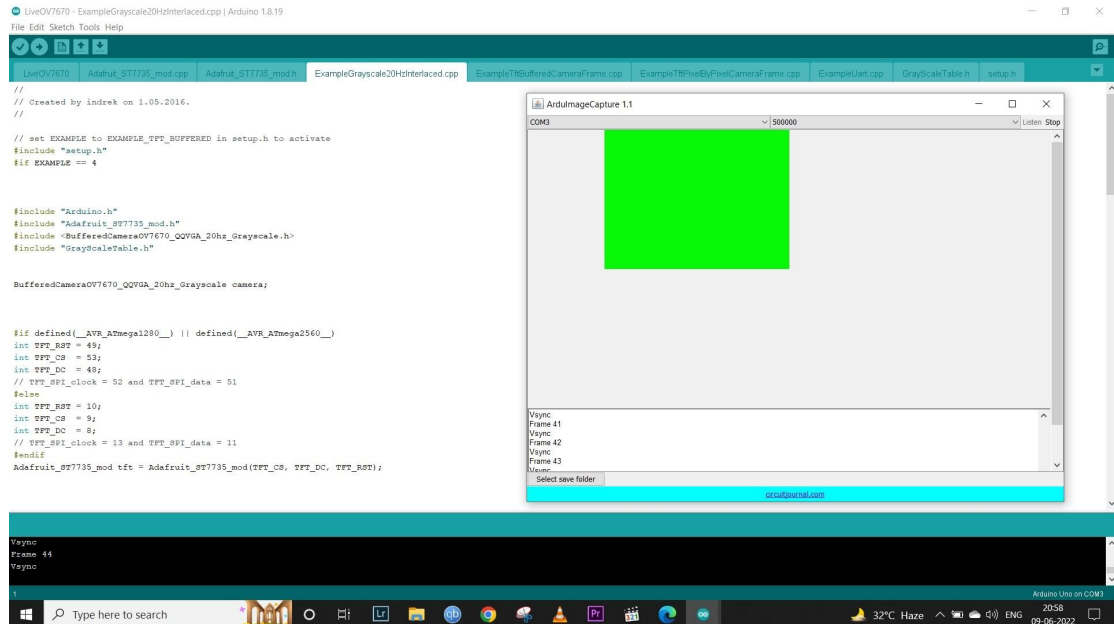 LiveOV7670 - ExampleGrayscale20HzInterlaced.cpp | Arduino 1.8.19
File Edit Sketch Tools Help
LiveOV7670 Adafruit_ST7735_mod.cpp Adafruit_ST7735_mod.h ExampleGrayscale20HzInterlaced.cpp ExampleTftBufferedCameraFrame.cpp ExampleTftPixelByPixelCameraFrame.cpp ExampleUart.cpp GrayScaleTable.h setup.h
//
// Created by indrek on 1.05.2016.
//
// set EXAMPLE to EXAMPLE_TFT_BUFFERED in setup.h to activate
#include "setup.h"
#if EXAMPLE == 4
#include "Arduino.h"
#include "Adafruit_ST7735_mod.h"
#include <BufferedCameraOV7670_QQVGA_20hz_Grayscale.h>
#include "GrayScaleTable.h"
BufferedCameraOV7670_QQVGA_20hz_Grayscale camera;
#if defined(__AVR_ATmega1280__) || defined(__AVR_ATmega2560__)
int TFT_RST = 49;
int TFT_CS = 53;
int TFT_DC = 48;
// TFT_SPI_clock = 52 and TFT_SPI_data = 51
#else
int TFT_RST = 10;
int TFT_CS = 9;
int TFT_DC = 8;
// TFT_SPI_clock = 13 and TFT_SPI_data = 11
#endif
Adafruit_ST7735_mod tft = Adafruit_ST7735_mod(TFT_CS, TFT_DC, TFT_RST);
ArduImageCapture 1.1
COM3 500000 Listen Stop
Vsync
Frame 41
Vsync
Frame 42
Vsync
Frame 43
Vsync
Select save folder
circuitjournal.com
Vsync
Frame 44
Vsync
1 Arduino Uno on COM3
Type here to search Lr qb Pr 32°C Haze ENG 20:58
09-06-2022